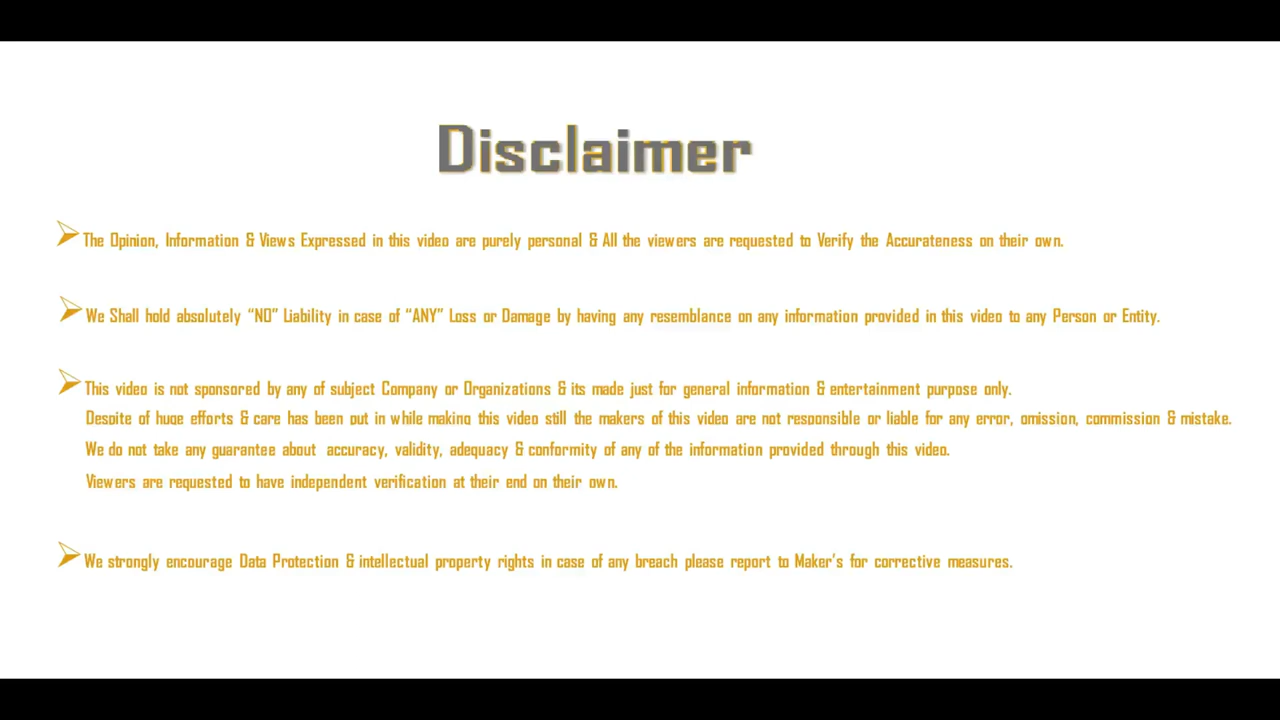 Disclaimer
The Opinion, Information & Views Expressed in this video are purely personal & All the viewers are requested to Verify the Accurateness on their own.
We Shall hold absolutely “NO” Liability in case of “ANY” Loss or Damage by having any resemblance on any information provided in this video to any Person or Entity.
This video is not sponsored by any of subject Company or Organizations & its made just for general information & entertainment purpose only.
Despite of huge efforts & care has been put in while making this video still the makers of this video are not responsible or liable for any error, omission, commission & mistake.
We do not take any guarantee about accuracy, validity, adequacy & conformity of any of the information provided through this video.
Viewers are requested to have independent verification at their end on their own.
We strongly encourage Data Protection & intellectual property rights in case of any breach please report to Maker’s for corrective measures.